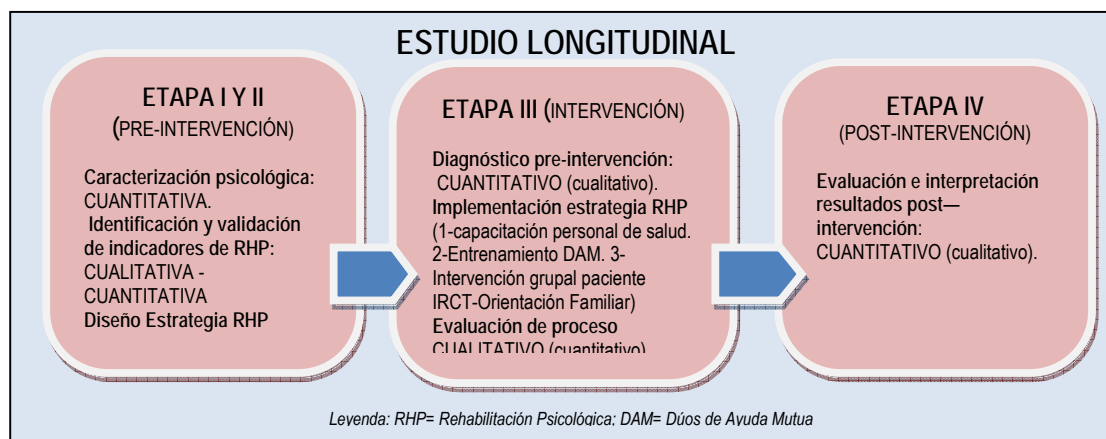 ESTUDIO LONGITUDINAL
ETAPA I Y II
(PRE-INTERVENCIÓN)
Caracterización psicológica:
CUANTITATIVA.
Identificación y validación
de indicadores de RHP:
CUALITATIVA -
CUANTITATIVA
Diseño Estrategia RHP
ETAPA III (INTERVENCIÓN)
Diagnóstico pre-intervención:
CUANTITATIVO (cualitativo).
Implementación estrategia RHP
(1-capacitación personal de salud.
2-Entrenamiento DAM. 3-
Intervención grupal paciente
IRCT-Orientación Familiar)
Evaluación de proceso
CUALITATIVO (cuantitativo)
ETAPA IV
(POST-INTERVENCIÓN)
Evaluación e interpretación
resultados post—
intervención:
CUANTITATIVO (cualitativo).
Leyenda: RHP= Rehabilitación Psicológica; DAM= Dúos de Ayuda Mutua